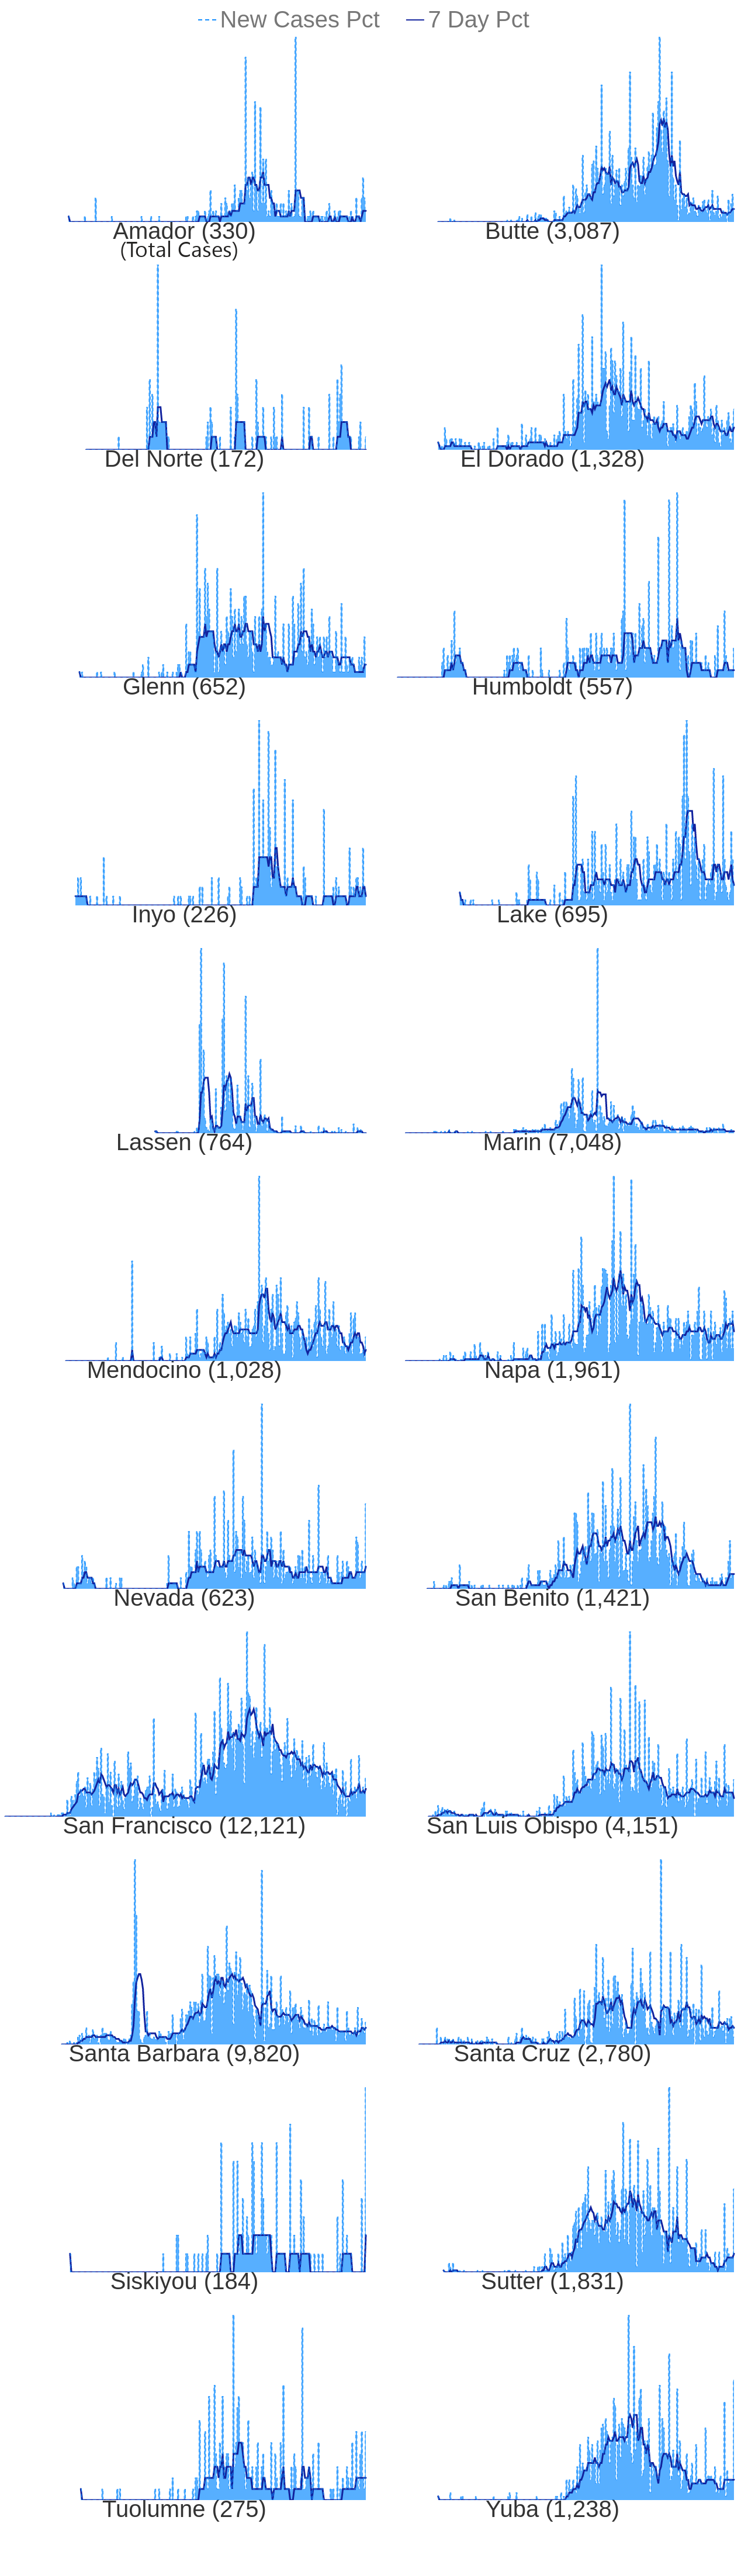 New Cases Pct 7 Day Pct
Amador (330) Butte (3,087)
(Total Cases)
Del Norte (172) El Dorado (1,328)
Glenn (652) Humboldt (557)
Inyo (226) Lake (695)
Lassen (764) Marin (7,048)
Mendocino (1,028) Napa (1,961)
Nevada (623) San Benito (1,421)
San Francisco (12,121) San Luis Obispo (4,151)
Santa Barbara (9,820) Santa Cruz (2,780)
Siskiyou (184) Sutter (1,831)
Tuolumne (275) Yuba (1,238)